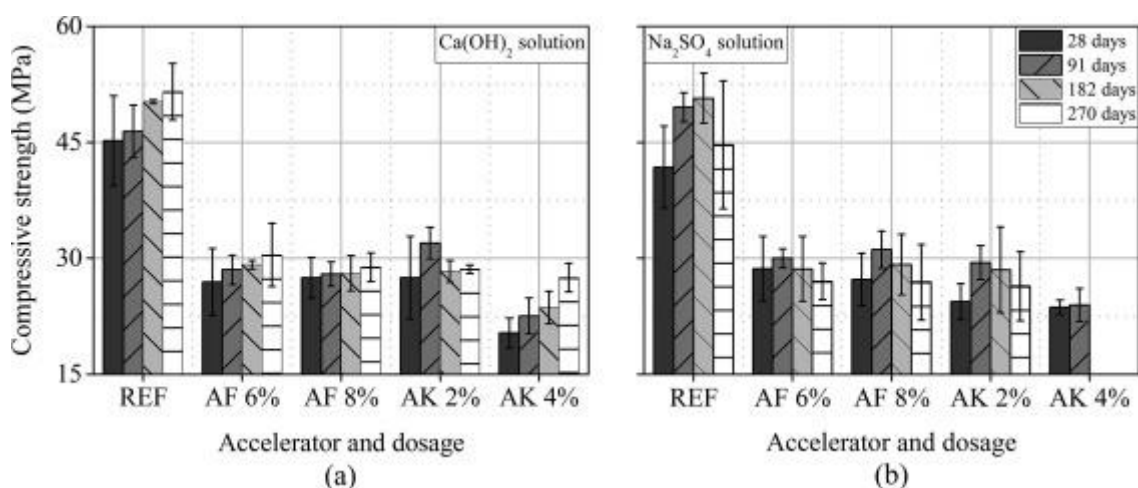 60
45
30
15
Compressive strength (MPa)
Ca(OH)2 solution
REF AF 6% AF 8% AK 2% AK 4%
Accelerator and dosage
(a)
Na2SO4 solution
28 days
91 days
182 days
270 days
REF AF 6% AF 8% AK 2% AK 4%
Accelerator and dosage
(b)